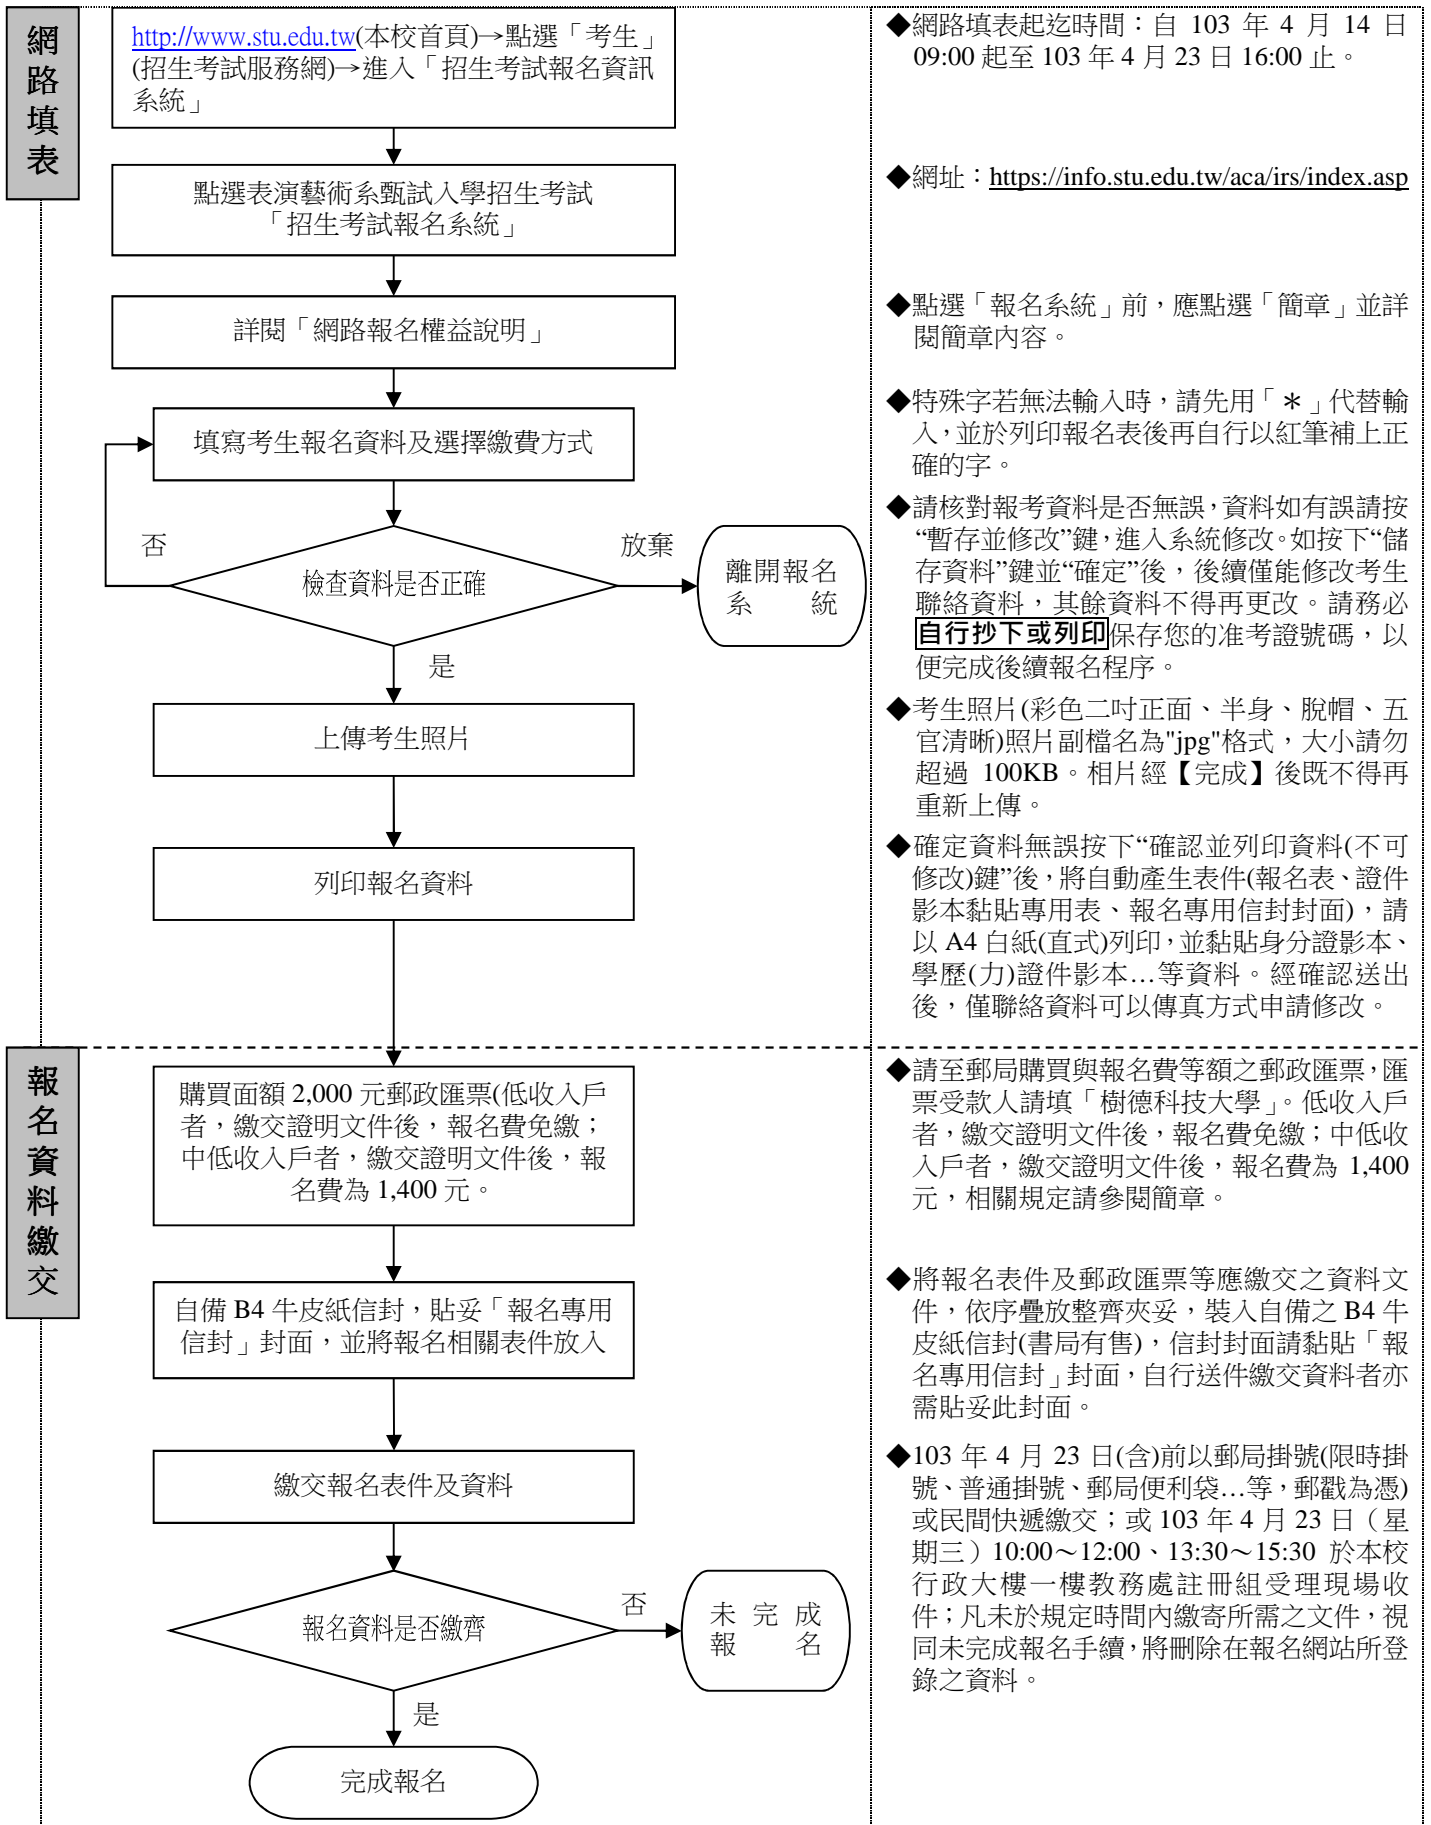 網路填表
http://www.stu.edu.tw(本校首頁)→點選「考生」
(招生考試服務網)→進入「招生考試報名資訊
系統」
點選表演藝術系甄試入學招生考試
「招生考試報名系統」
詳閱「網路報名權益說明」
填寫考生報名資料及選擇繳費方式
否
檢查資料是否正確
放棄
離開報名
系統
是
上傳考生照片
列印報名資料
◆網路填表起迄時間：自 103 年 4 月 14 日
09:00 起至 103 年 4 月 23 日 16:00 止。
◆網址：https://info.stu.edu.tw/aca/irs/index.asp
◆點選「報名系統」前，應點選「簡章」並詳
閱簡章內容。
◆特殊字若無法輸入時，請先用「＊」代替輸
入，並於列印報名表後再自行以紅筆補上正
確的字。
◆請核對報考資料是否無誤，資料如有誤請按
“暫存並修改”鍵，進入系統修改。如按下“儲
存資料”鍵並“確定”後，後續僅能修改考生
聯絡資料，其餘資料不得再更改。請務必
自行抄下或列印保存您的准考證號碼，以
便完成後續報名程序。
◆考生照片(彩色二吋正面、半身、脫帽、五
官清晰)照片副檔名為"jpg"格式，大小請勿
超過 100KB。相片經【完成】後既不得再
重新上傳。
◆確定資料無誤按下“確認並列印資料(不可
修改)鍵”後，將自動產生表件(報名表、證件
影本黏貼專用表、報名專用信封封面)，請
以 A4 白紙(直式)列印，並黏貼身分證影本、
學歷(力)證件影本…等資料。經確認送出
後，僅聯絡資料可以傳真方式申請修改。
報名資料繳交
購買面額 2,000 元郵政匯票(低收入戶
者，繳交證明文件後，報名費免繳；
中低收入戶者，繳交證明文件後，報
名費為 1,400 元。
自備 B4 牛皮紙信封，貼妥「報名專用
信封」封面，並將報名相關表件放入
繳交報名表件及資料
報名資料是否繳齊
否
未完成
報名
是
完成報名
◆請至郵局購買與報名費等額之郵政匯票，匯
票受款人請填「樹德科技大學」。低收入戶
者，繳交證明文件後，報名費免繳；中低收
入戶者，繳交證明文件後，報名費為 1,400
元，相關規定請參閱簡章。
◆將報名表件及郵政匯票等應繳交之資料文
件，依序疊放整齊夾妥，裝入自備之 B4 牛
皮紙信封(書局有售)，信封封面請黏貼「報
名專用信封」封面，自行送件繳交資料者亦
需貼妥此封面。
◆103 年 4 月 23 日(含)前以郵局掛號(限時掛
號、普通掛號、郵局便利袋…等，郵戳為憑)
或民間快遞繳交；或 103 年 4 月 23 日（星
期三）10:00～12:00、13:30～15:30 於本校
行政大樓一樓教務處註冊組受理現場收
件；凡未於規定時間內繳寄所需之文件，視
同未完成報名手續，將刪除在報名網站所登
錄之資料。